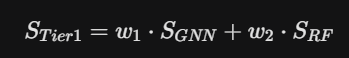 S_{Tier1} = w_1 · S_{GNN} + w_2 · S_{RF}